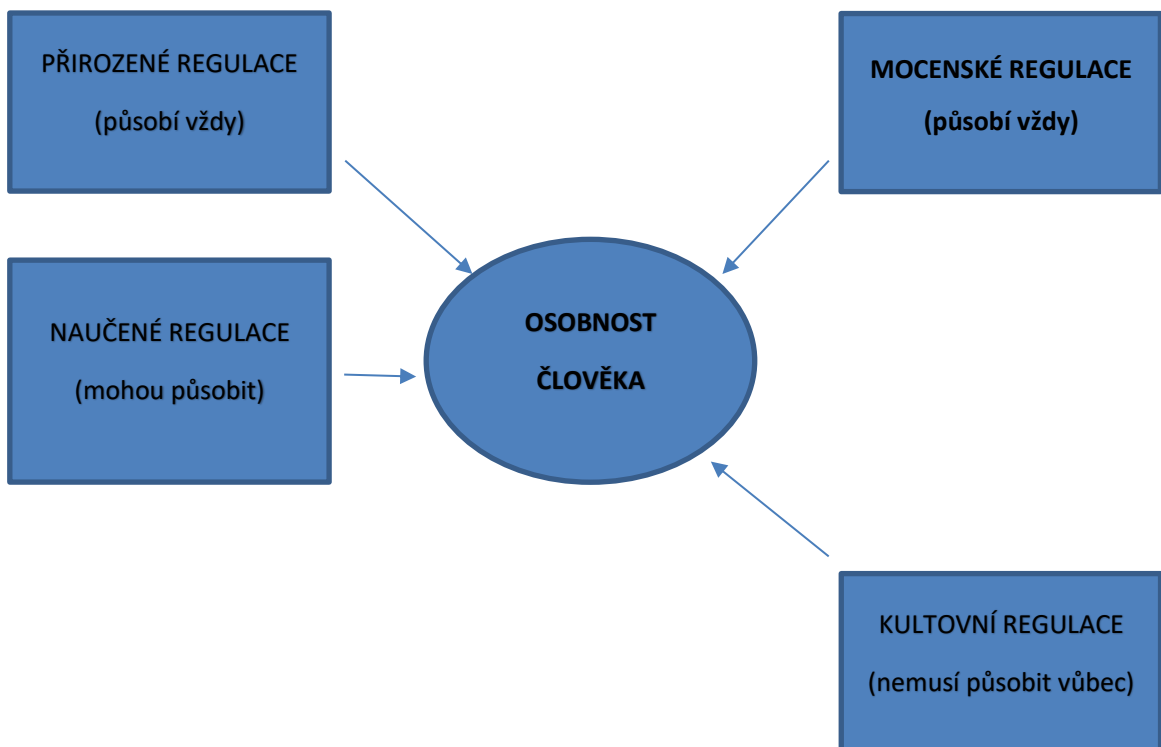 PŘIROZENÉ REGULACE
(působí vždy)
MOCENSKÉ REGULACE
(působí vždy)
NAUČENÉ REGULACE
(mohou působit)
OSOBNOST
ČLOVĚKA
KULTOVNÍ REGULACE
(nemusí působit vůbec)